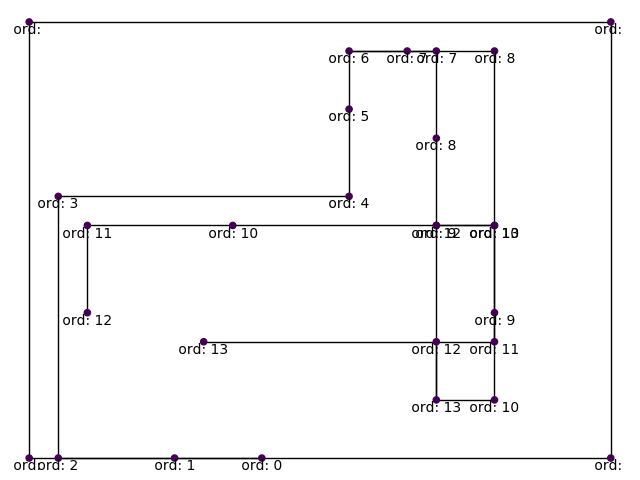 ord:
ord:
ord: 6
ord: 7
ord: 7
ord: 8
ord: 5
ord: 8
ord: 3
ord: 4
ord: 11
ord: 10
ord: 9
ord: 12
ord: 10
ord: 13
ord: 12
ord: 9
ord: 13
ord: 12
ord: 11
ord: 13
ord: 10
ord:
ord: 2
ord: 1
ord: 0
ord: